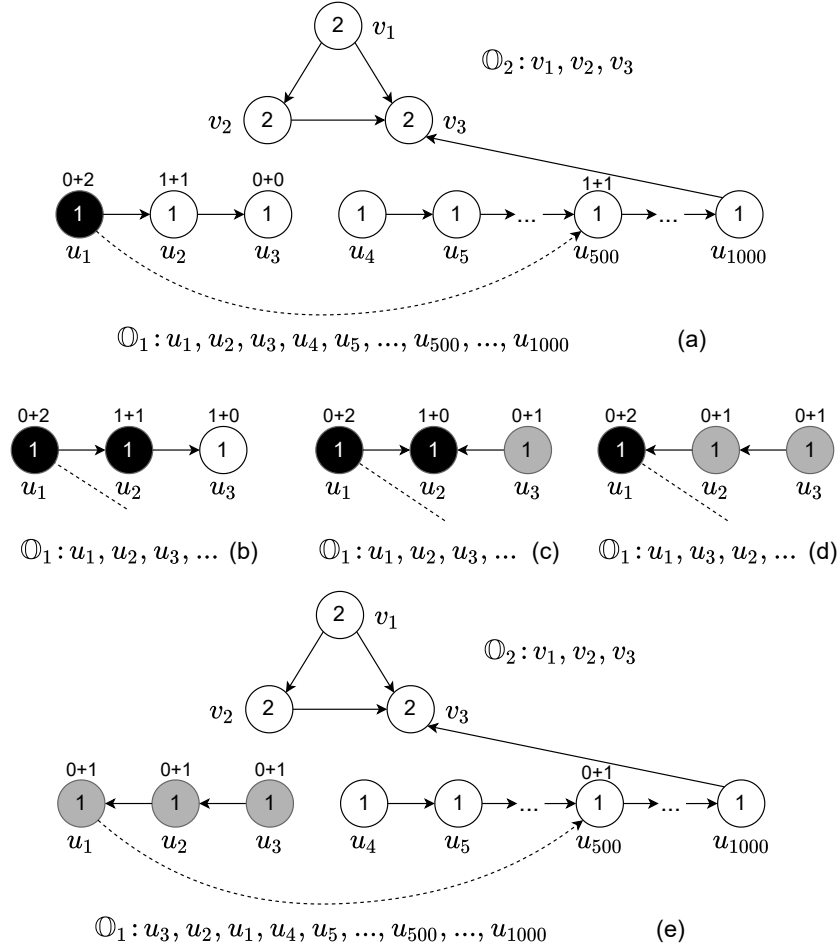 2 v₁
𝕆₂ : v₁, v₂, v₃
v₂ 2 2 v₃
0+2 1+1 0+0 1+1
1 1 1 1 1 ... 1 ... 1
u₁ u₂ u₃ u₄ u₅ u₅₀₀ u₁₀₀₀
𝕆₁ : u₁, u₂, u₃, u₄, u₅, ..., u₅₀₀, ..., u₁₀₀₀ (a)
0+2 1+1 1+0 0+2 1+0 0+1 0+2 0+1 0+1
1 1 1 1 1 1 1 1 1
u₁ u₂ u₃ u₁ u₂ u₃ u₁ u₂ u₃
𝕆₁ : u₁, u₂, u₃, ... (b) 𝕆₁ : u₁, u₂, u₃, ... (c) 𝕆₁ : u₁, u₃, u₂, ... (d)
2 v₁
𝕆₂ : v₁, v₂, v₃
v₂ 2 2 v₃
0+1 0+1 0+1 0+1
1 1 1 1 1 ... 1 ... 1
u₁ u₂ u₃ u₄ u₅ u₅₀₀ u₁₀₀₀
𝕆₁ : u₃, u₂, u₁, u₄, u₅, ..., u₅₀₀, ..., u₁₀₀₀ (e)